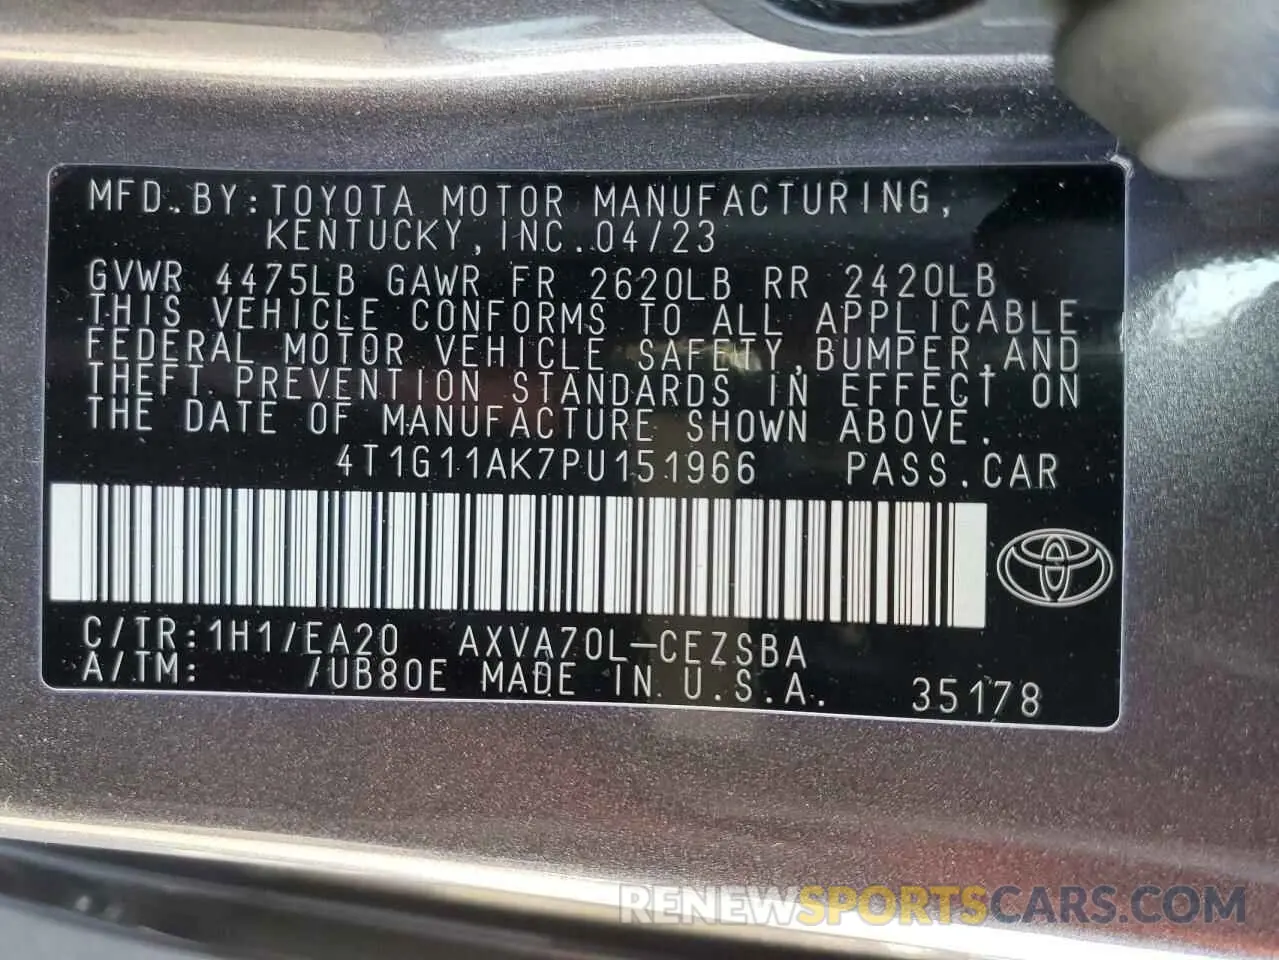 MFD.BY:TOYOTA MOTOR MANUFACTURING,
KENTUCKY,INC.04/23
GVWR 4475LB GAWR FR 2620LB RR 2420LB
THIS VEHICLE CONFORMS TO ALL APPLICABLE
FEDERAL MOTOR VEHICLE SAFETY,BUMPER,AND
THEFT PREVENTION STANDARDS IN EFFECT ON
THE DATE OF MANUFACTURE SHOWN ABOVE.
4T1G11AK7PU151966 PASS.CAR
C/TR:1H1/EA20 AXVA70L-CEZSBA
A/TM: /UB80E MADE IN U.S.A. 35178
RENEWSPORTSCARS.COM